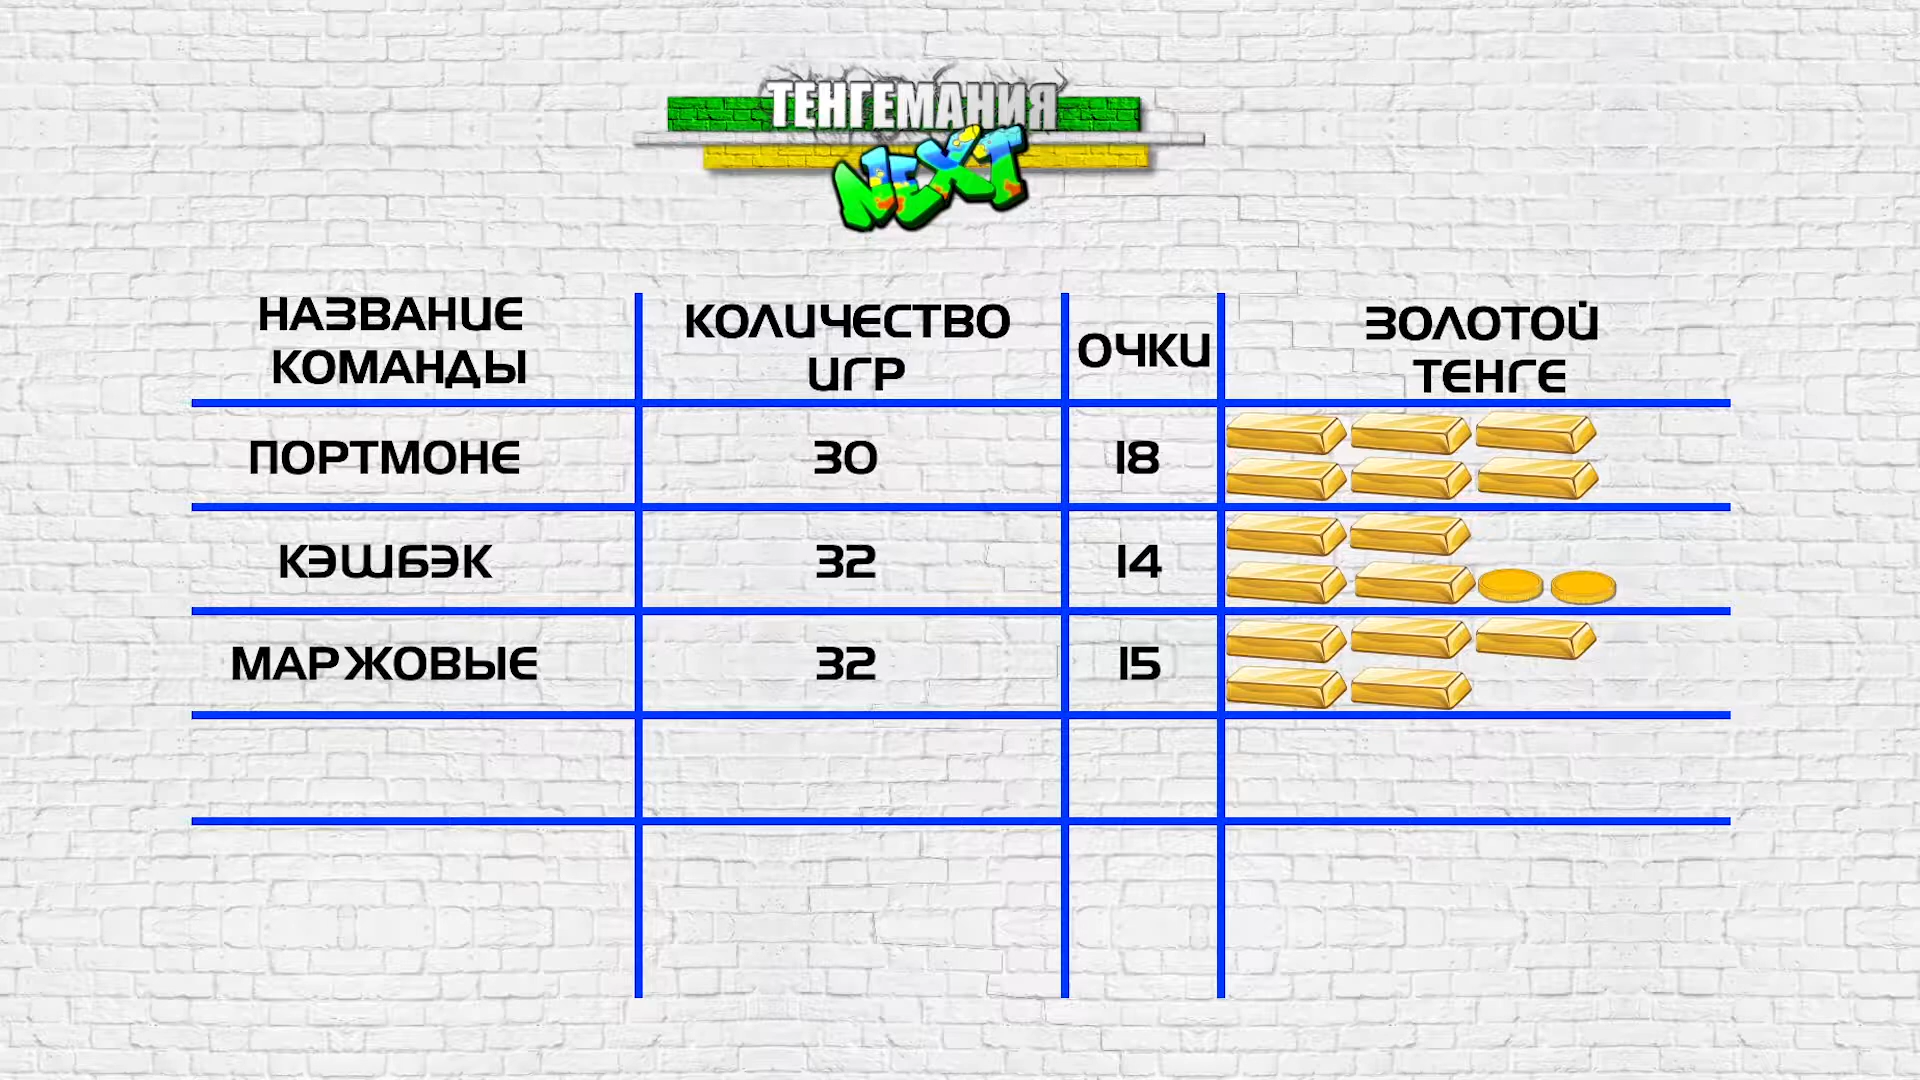 ТЕНГЕМАНИЯ
NEXT
НАЗВАНИЕ
КОМАНДЫ
КОЛИЧЕСТВО
ИГР
ОЧКИ
ЗОЛОТОЙ
ТЕНГЕ
ПОРТМОНЕ 30 18
КЭШБЭК 32 14
МАРЖОВЫЕ 32 15